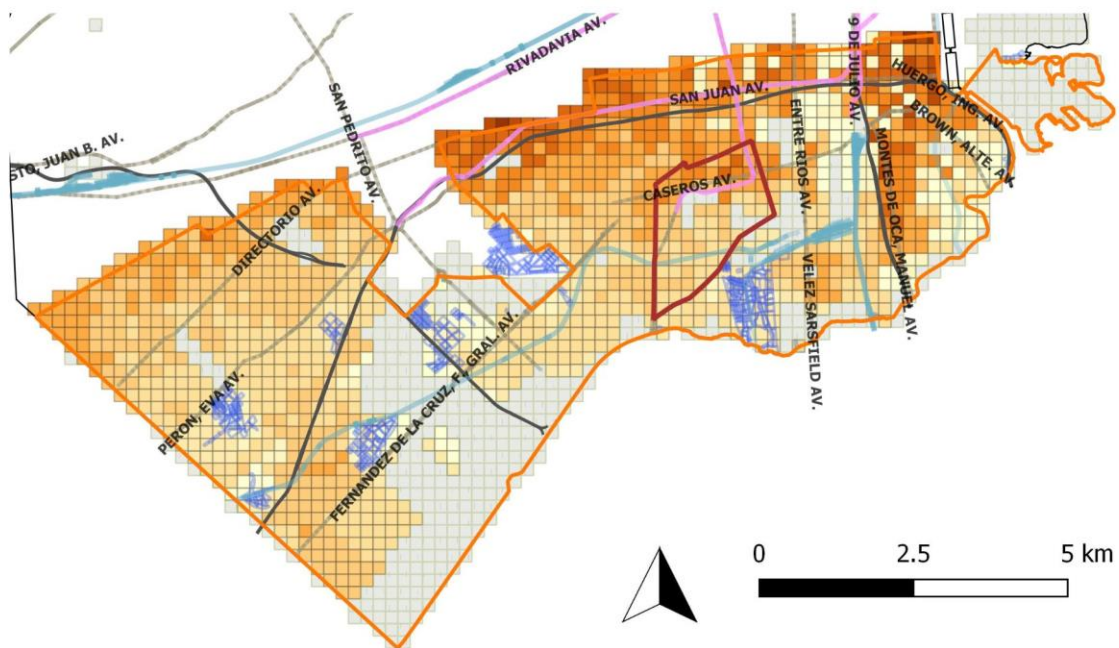 RIVADAVIA AV.
9 DE JULIO AV.
SAN PEDRITO AV.
SAN JUAN AV.
HUERGO, ING. AV.
BROWN, ALTE. AV.
STO, JUAN B. AV.
ENTRE RIOS AV.
MONTES DE OCA, MANUEL AV.
CASEROS AV.
DIRECTORIO AV.
VELEZ SARSFIELD AV.
PERON, EVA AV.
FERNANDEZ DE LA CRUZ, F., GRAL. AV.
0 2.5 5 km